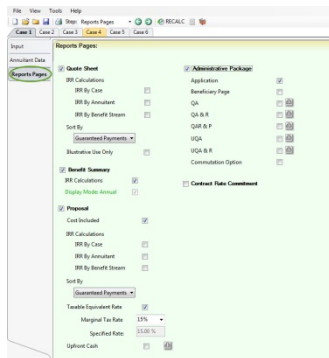 File View Tools Help
Step: Reports Pages RECALC
Case 1 Case 2 Case 3 Case 4 Case 5 Case 6
Input
Annuitant Data
Reports Pages
Reports Pages:
Quote Sheet
IRR Calculations
IRR By Case
IRR By Annuitant
IRR By Benefit Stream
Sort By
Guaranteed Payments
Illustrative Use Only
Benefit Summary
IRR Calculations
Display Mode: Annual
Proposal
Cost Included
IRR Calculations
IRR By Case
IRR By Annuitant
IRR By Benefit Stream
Sort By
Guaranteed Payments
Taxable Equivalent Rate
Marginal Tax Rate 15%
Specified Rate 15.00 %
Upfront Cash
Administrative Package
Application
Beneficiary Page
QA
QA & R
QAR & P
UQA
UQA & R
Commutation Option
Contract Rate Commitment